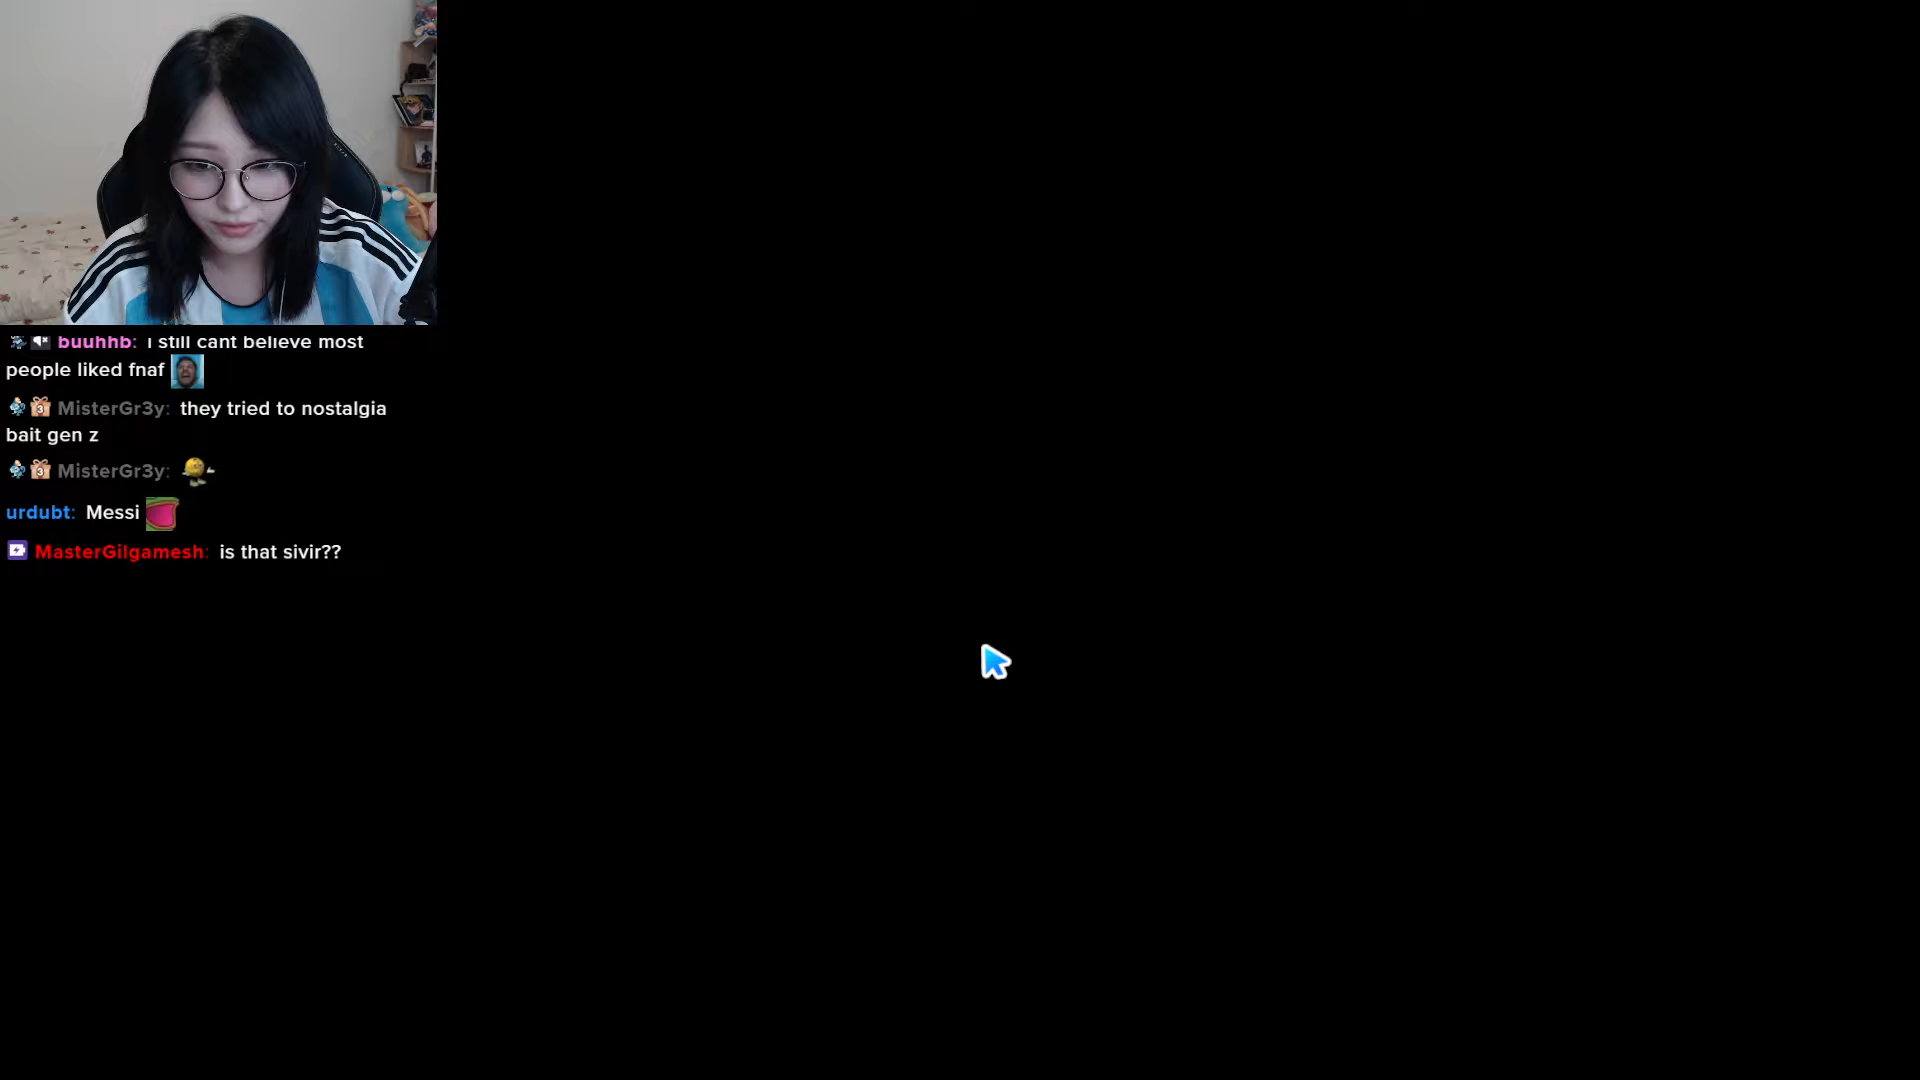 buuhhb: i still cant believe most
people liked fnaf
MisterGr3y: they tried to nostalgia
bait gen z
MisterGr3y:
urdubt: Messi
MasterGilgamesh: is that sivir??